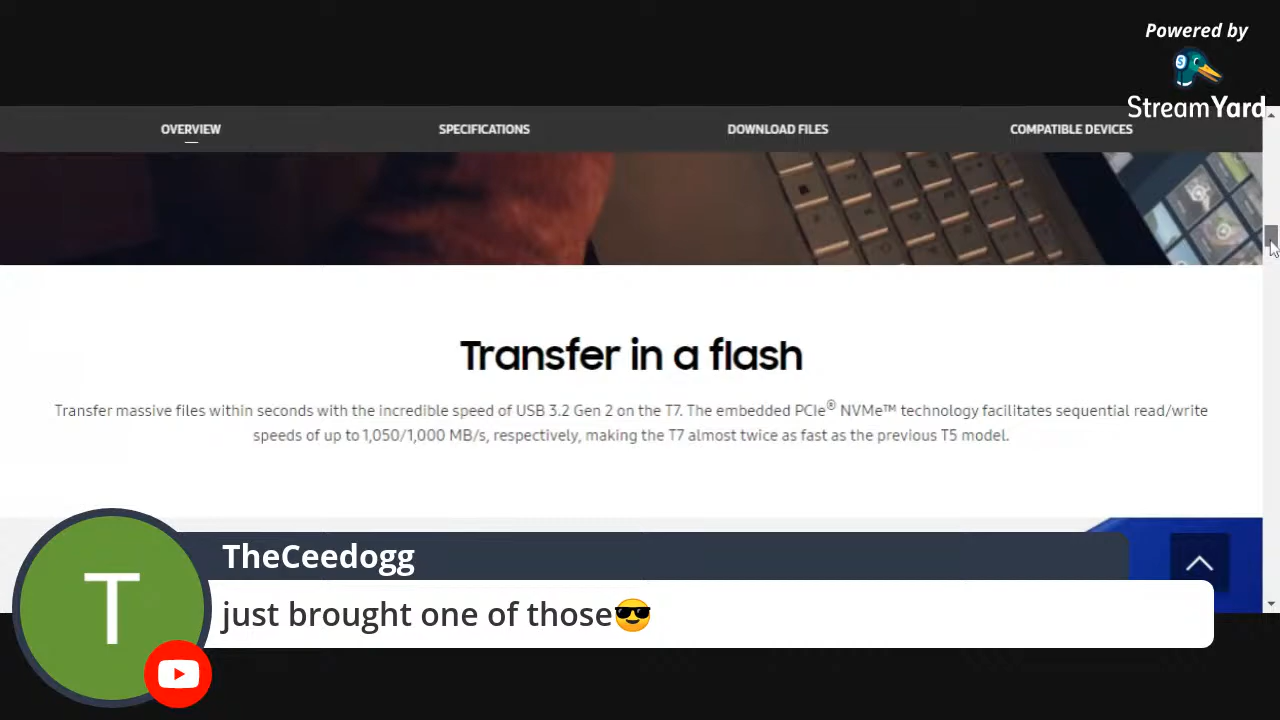 Powered by
StreamYard
OVERVIEW
SPECIFICATIONS
DOWNLOAD FILES
COMPATIBLE DEVICES
Transfer in a flash
Transfer massive files within seconds with the incredible speed of USB 3.2 Gen 2 on the T7. The embedded PCIe® NVMe™ technology facilitates sequential read/write
speeds of up to 1,050/1,000 MB/s, respectively, making the T7 almost twice as fast as the previous T5 model.
T
TheCeedogg
just brought one of those😎